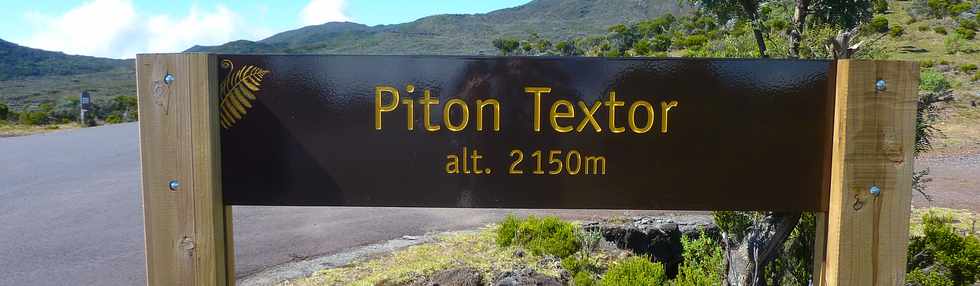 Piton Textor
alt. 2150m